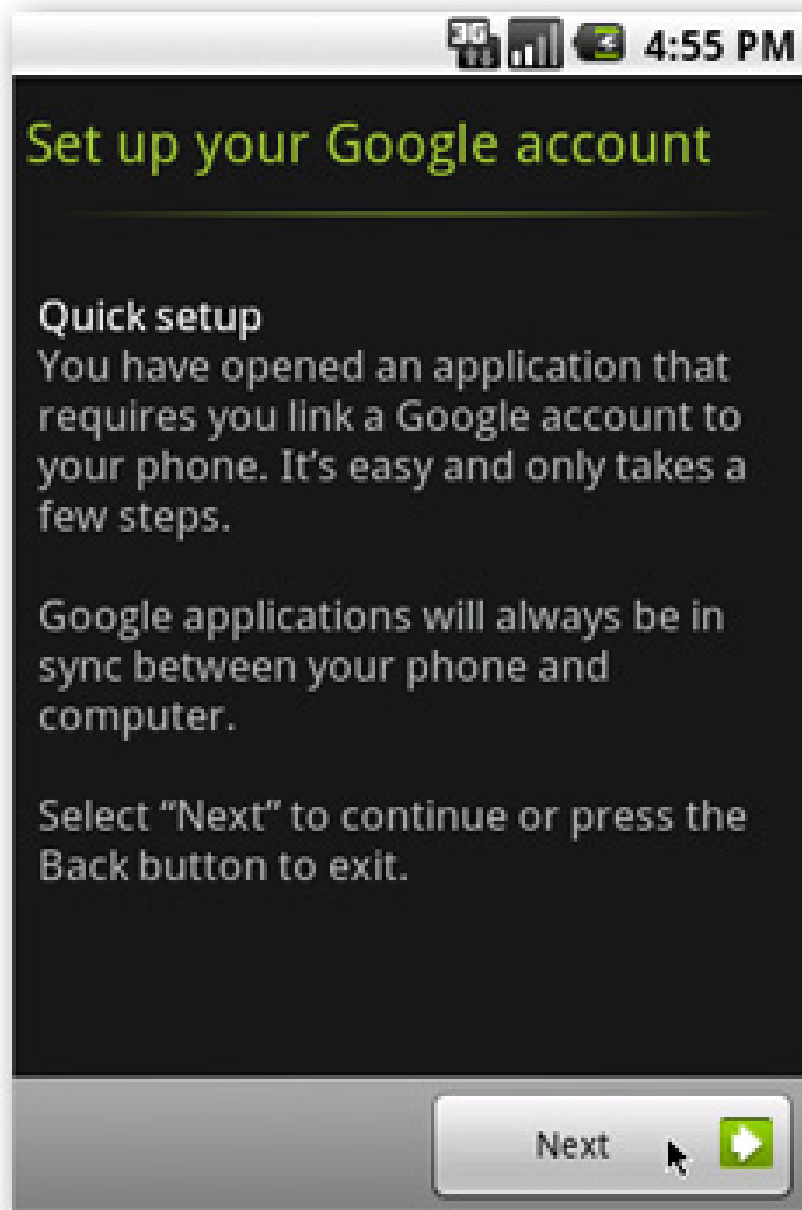 3G 4:55 PM
Set up your Google account
Quick setup
You have opened an application that
requires you link a Google account to
your phone. It’s easy and only takes a
few steps.
Google applications will always be in
sync between your phone and
computer.
Select “Next” to continue or press the
Back button to exit.
Next